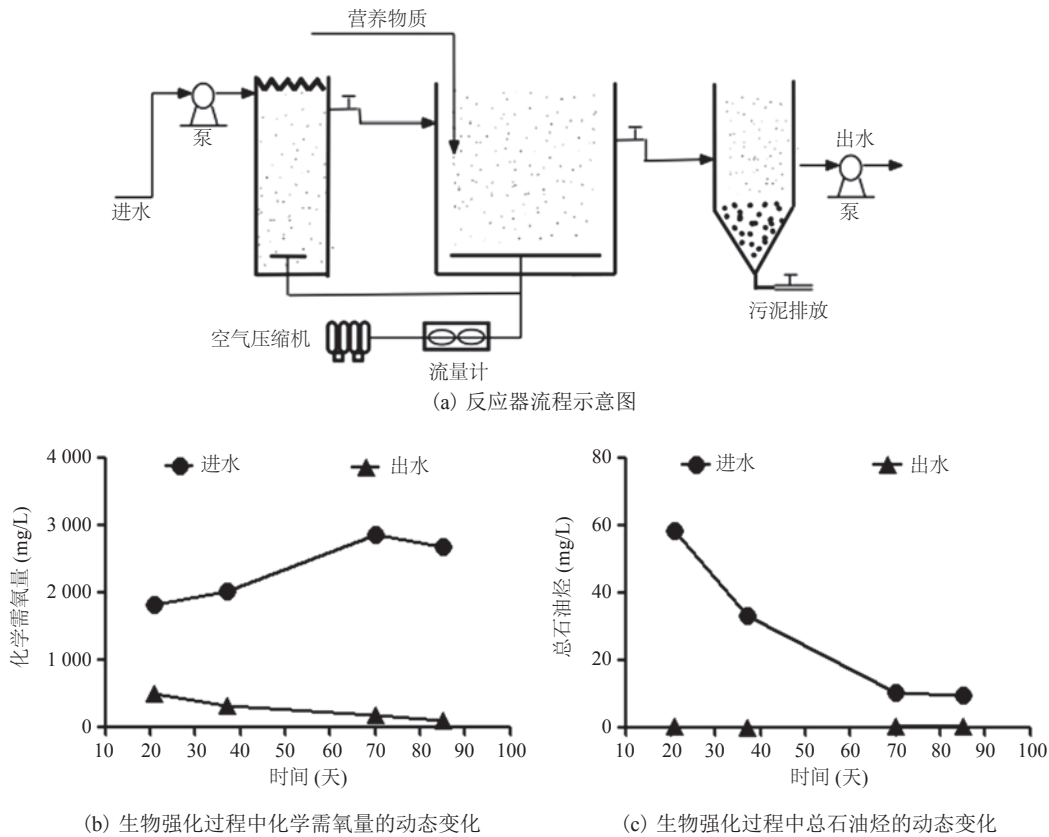 营养物质
泵
进水
出水
泵
污泥排放
空气压缩机
流量计
(a) 反应器流程示意图
4 000
3 000
2 000
1 000
0
化学需氧量 (mg/L)
进水
出水
10 20 30 40 50 60 70 80 90 100
时间 (天)
(b) 生物强化过程中化学需氧量的动态变化
80
60
40
20
0
总石油烃 (mg/L)
进水
出水
10 20 30 40 50 60 70 80 90 100
时间 (天)
(c) 生物强化过程中总石油烃的动态变化